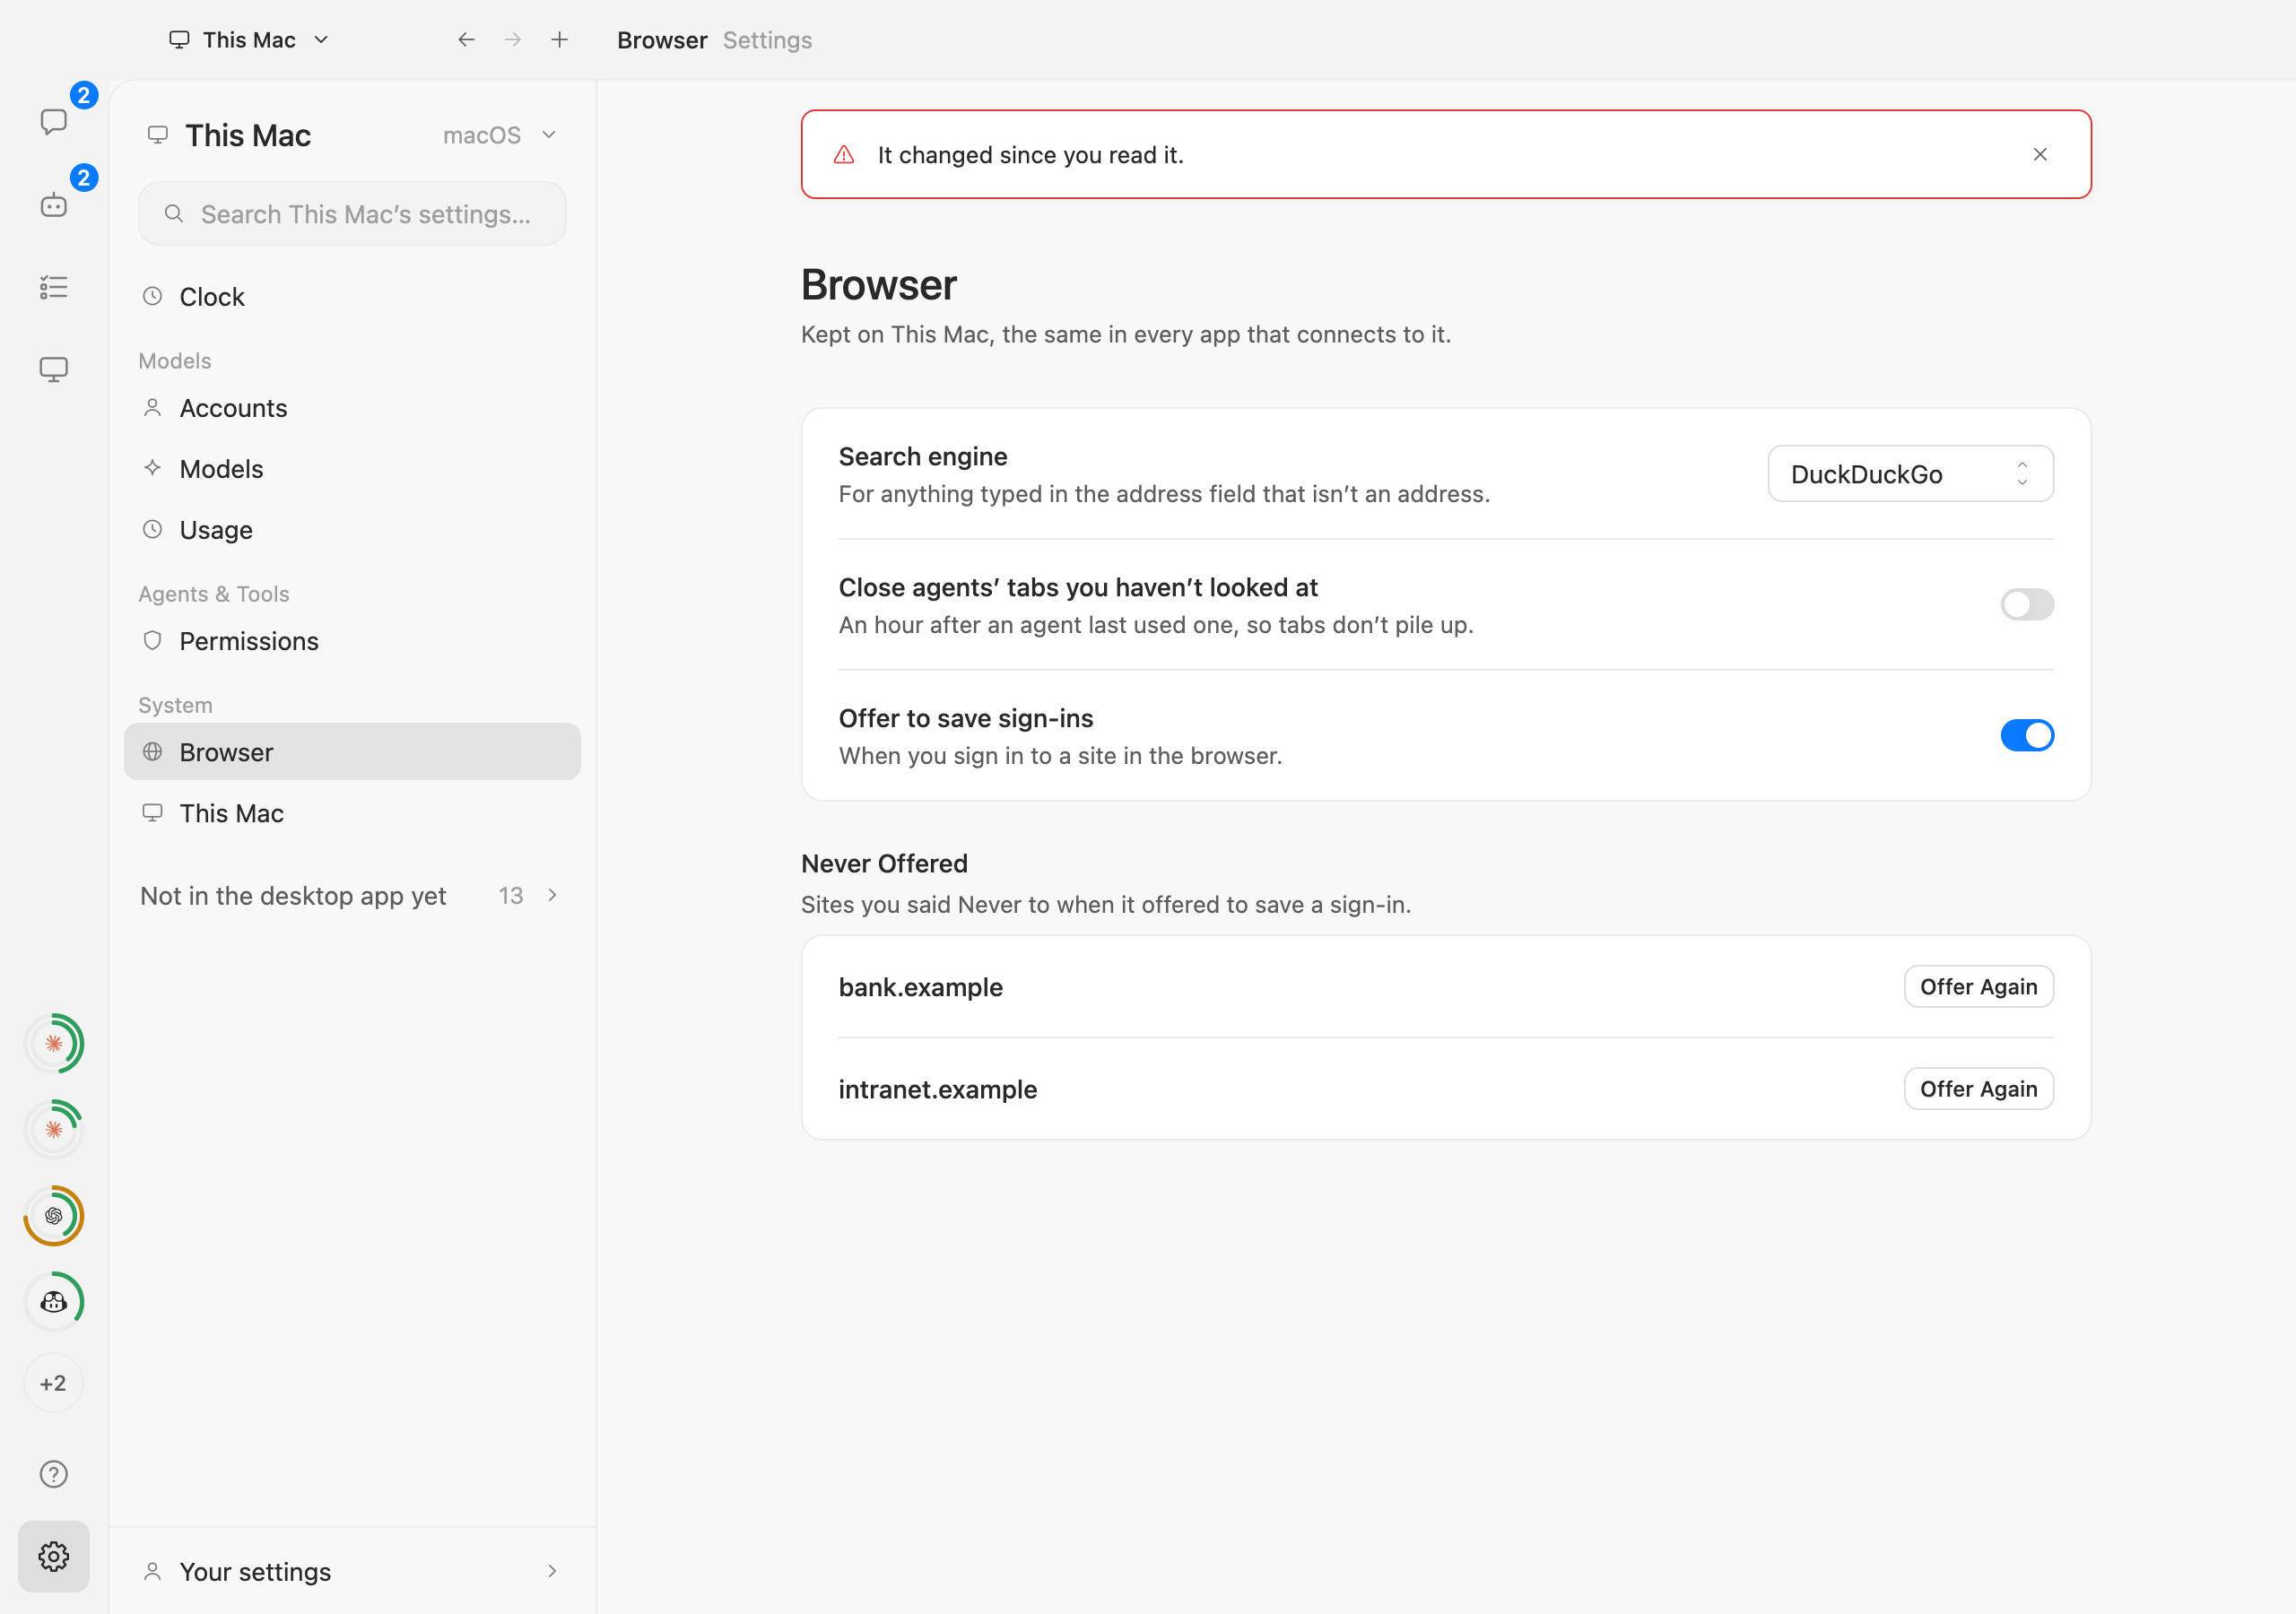 This Mac
Browser Settings
2
2
This Mac
macOS
Search This Mac’s settings...
Clock
Models
Accounts
Models
Usage
Agents & Tools
Permissions
System
Browser
This Mac
Not in the desktop app yet 13
+2
Your settings
It changed since you read it.
Browser
Kept on This Mac, the same in every app that connects to it.
Search engine
For anything typed in the address field that isn’t an address.
DuckDuckGo
Close agents’ tabs you haven’t looked at
An hour after an agent last used one, so tabs don’t pile up.
Offer to save sign-ins
When you sign in to a site in the browser.
Never Offered
Sites you said Never to when it offered to save a sign-in.
bank.example
Offer Again
intranet.example
Offer Again